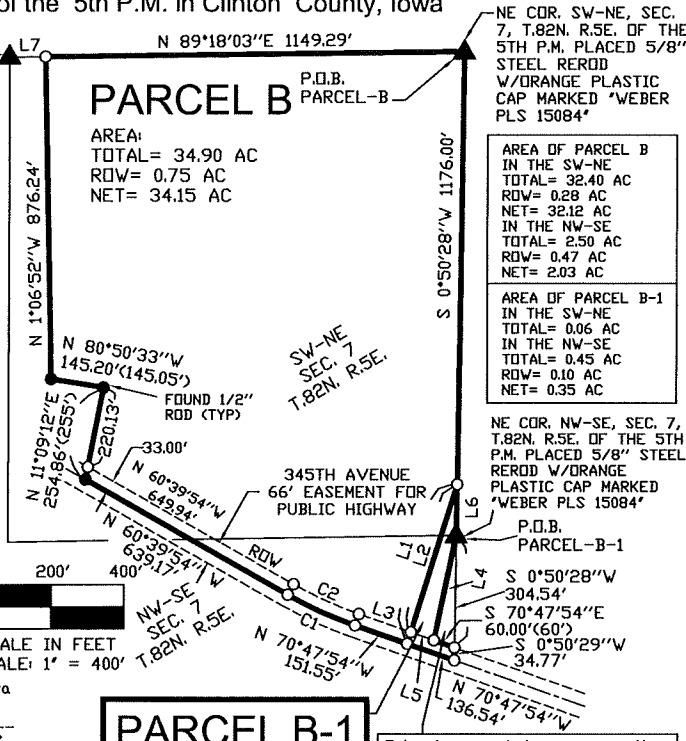 of the 5th P.M. in Clinton County, Iowa
L7
N 89°18'03"E 1149.29'
NE COR. SW-NE, SEC.
7, T.82N. R.5E. OF THE
5TH P.M. PLACED 5/8"
STEEL REROD
W/ORANGE PLASTIC
CAP MARKED "WEBER
PLS 15084"
P.O.B.
PARCEL-B
PARCEL B
AREA:
TOTAL= 34.90 AC
ROW= 0.75 AC
NET= 34.15 AC
N 1°06'52"W 876.24'
S 0°50'28"W 1176.00'
AREA OF PARCEL B
IN THE SW-NE
TOTAL= 32.40 AC
ROW= 0.28 AC
NET= 32.12 AC
IN THE NW-SE
TOTAL= 2.50 AC
ROW= 0.47 AC
NET= 2.03 AC
AREA OF PARCEL B-1
IN THE SW-NE
TOTAL= 0.06 AC
IN THE NW-SE
TOTAL= 0.45 AC
ROW= 0.10 AC
NET= 0.35 AC
N 80°50'33"W
145.20'(145.05')
SW-NE
SEC. 7
T.82N, R.5E.
FOUND 1/2"
ROD (TYP)
N 11°09'12"E
254.86'(255')
220.13'
33.00'
N 60°39'54"W
649.94'
345TH AVENUE
66' EASEMENT FOR
PUBLIC HIGHWAY
NE COR. NW-SE, SEC. 7,
T.82N. R.5E. OF THE 5TH
P.M. PLACED 5/8" STEEL
REROD W/ORANGE
PLASTIC CAP MARKED
"WEBER PLS 15084"
L6
P.O.B.
PARCEL-B-1
L1
L2
L4
N 60°39'54"W
639.17'
ROW
C2
C1
L3
L5
S 0°50'28"W
304.54'
S 70°47'54"E
60.00'(60')
S 0°50'29"W
34.77'
200' 400'
NW-SE
SEC. 7
T.82N, R.5E.
ALE IN FEET
ALE: 1" = 400'
N 70°47'54"W
151.55'
N 70°47'54"W
136.54'
PARCEL B-1